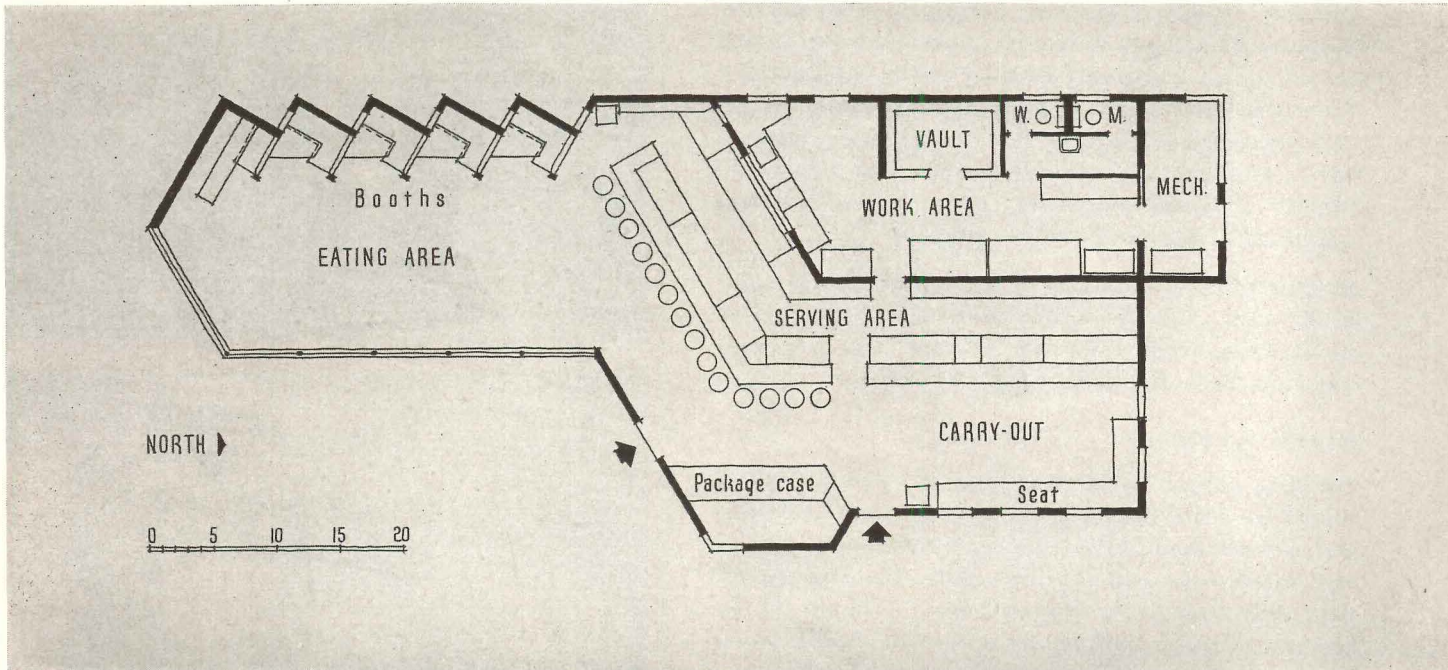 W. M.
VAULT
MECH.
Booths
WORK AREA
EATING AREA
SERVING AREA
NORTH
CARRY-OUT
Package case
Seat
0 5 10 15 20